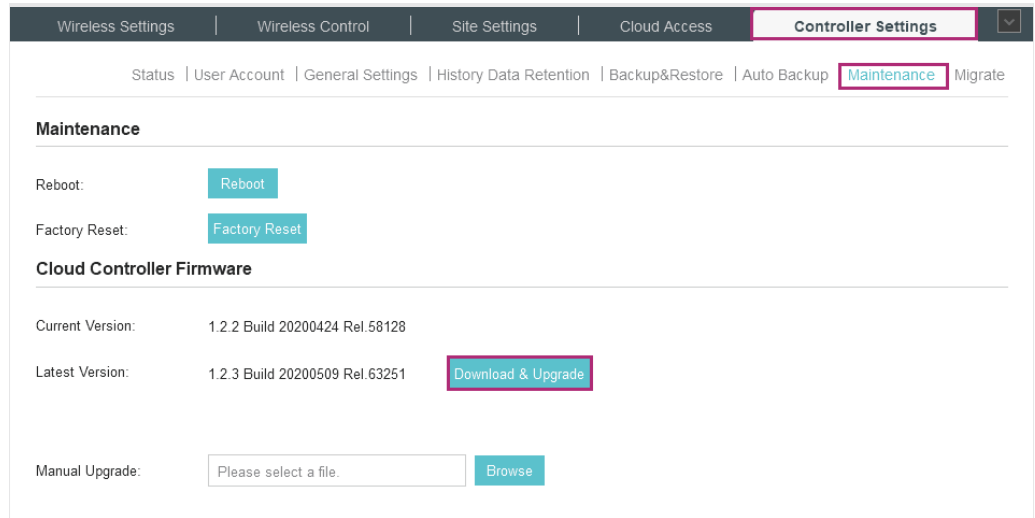 Wireless Settings | Wireless Control | Site Settings | Cloud Access Controller Settings
Status | User Account | General Settings | History Data Retention | Backup&Restore | Auto Backup Maintenance Migrate
Maintenance
Reboot: Reboot
Factory Reset: Factory Reset
Cloud Controller Firmware
Current Version: 1.2.2 Build 20200424 Rel.58128
Latest Version: 1.2.3 Build 20200509 Rel.63251 Download & Upgrade
Manual Upgrade: Please select a file. Browse